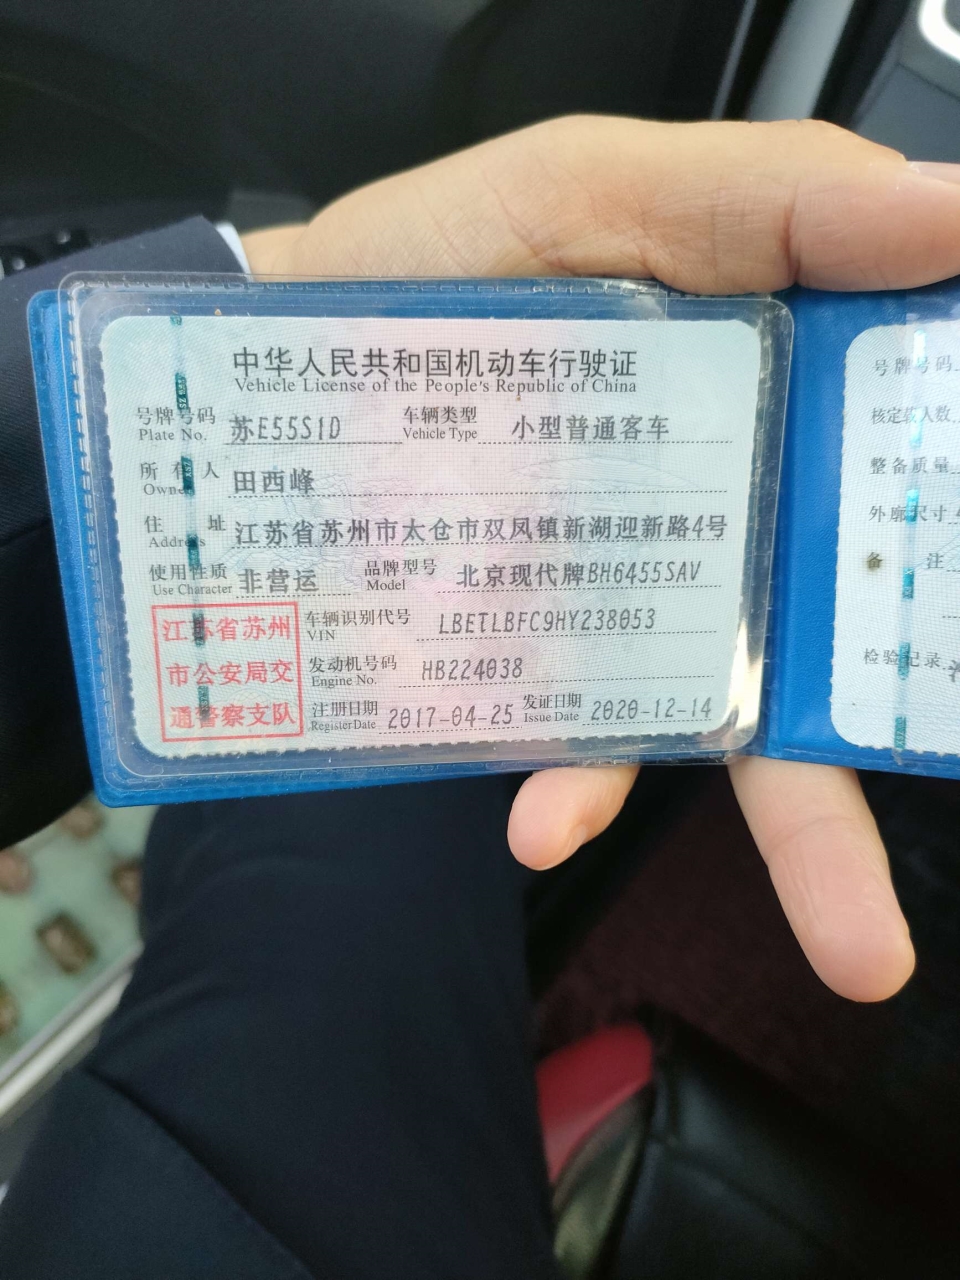 中华人民共和国机动车行驶证
Vehicle License of the People's Republic of China
号牌号码 苏E55S1D 车辆类型 小型普通客车
Plate No. Vehicle Type
所有人 田西峰
Owner
住址 江苏省苏州市太仓市双凤镇新湖迎新路4号
Address
使用性质 非营运 品牌型号 北京现代牌BH6455SAV
Use Character Model
江苏省苏州
市公安局交
通警察支队
车辆识别代号 LBETLBFC9HY238053
VIN
发动机号码 HB224038
Engine No.
注册日期 2017-04-25 发证日期 2020-12-14
Register Date Issue Date
号牌号码
核定载人数
整备质量
外廓尺寸
备注
检验记录